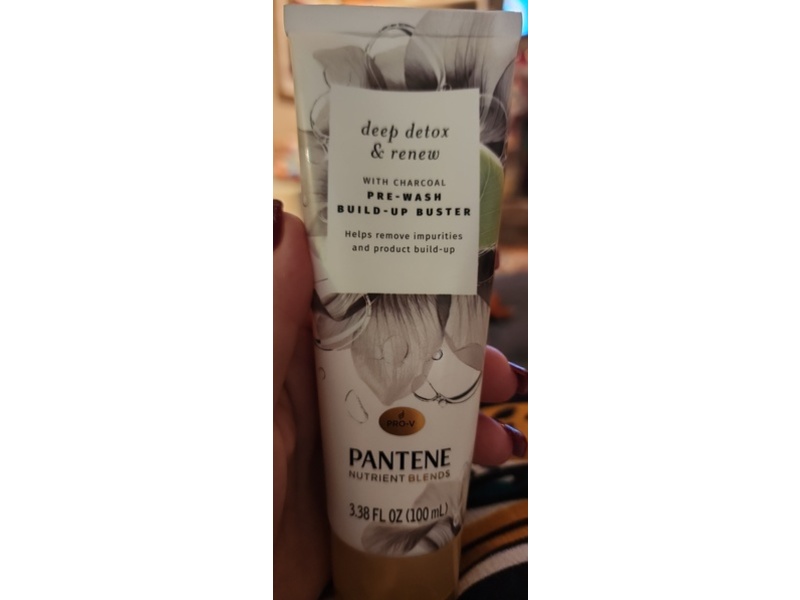 deep detox
& renew
WITH CHARCOAL
PRE-WASH
BUILD-UP BUSTER
Helps remove impurities
and product build-up
PRO-V
PANTENE
NUTRIENT BLENDS
3.38 FL OZ (100 mL)